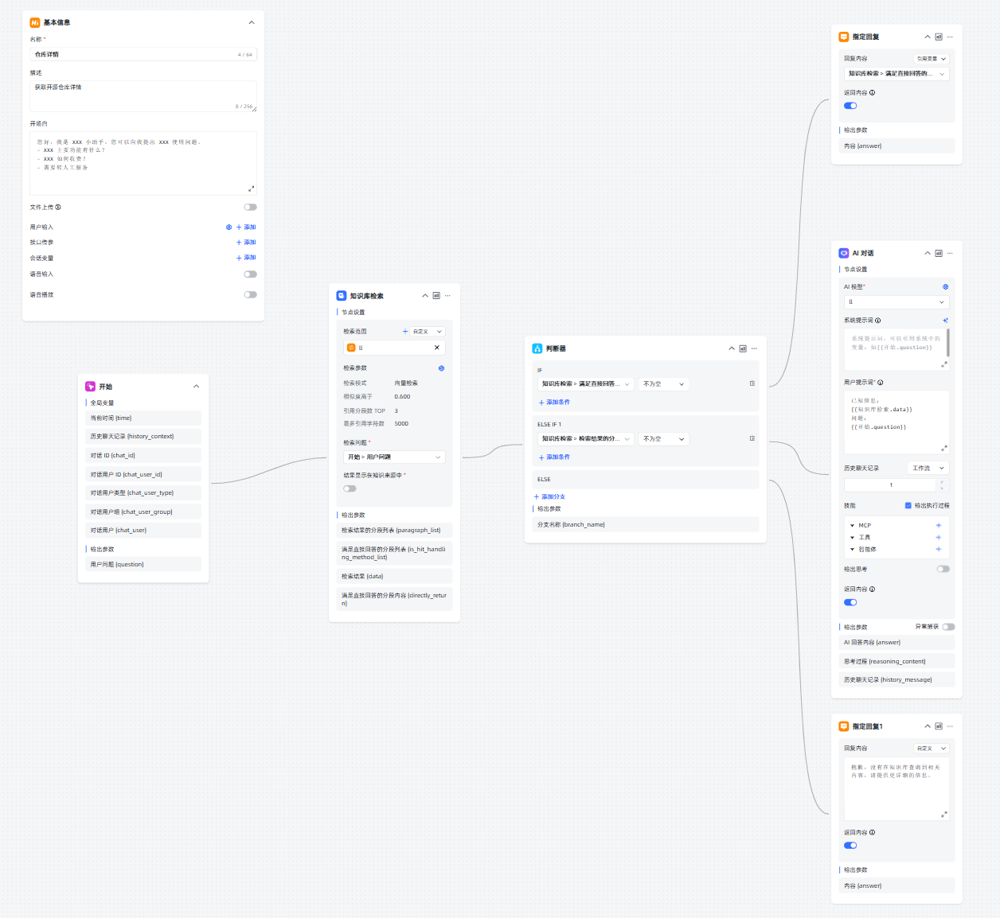 基本信息
名称 *
仓库详情
4 / 64
描述
获取开源仓库详情
8 / 256
开场白
您好，我是 XXX 小助手，您可以向我提出 XXX 使用问题。
- XXX 主要功能有什么？
- XXX 如何收费？
- 需要转人工服务
文件上传
用户输入
添加
接口传参
添加
会话变量
添加
语音输入
语音播放
开始
全局变量
当前时间 {time}
历史聊天记录 {history_context}
对话 ID {chat_id}
对话用户 ID {chat_user_id}
对话用户类型 {chat_user_type}
对话用户组 {chat_user_group}
对话用户 {chat_user}
输出参数
用户问题 {question}
知识库检索
节点设置
检索范围
自定义
ll
检索参数
检索模式 向量检索
相似度高于 0.600
引用分段数 TOP 3
最多引用字符数 5000
检索问题 *
开始 > 用户问题
结果显示在知识来源中 *
输出参数
检索结果的分段列表 {paragraph_list}
满足直接回答的分段列表 {is_hit_handli
ng_method_list}
检索结果 {data}
满足直接回答的分段内容 {directly_retur
n}
判断器
IF
知识库检索 > 满足直接回答... 不为空
添加条件
ELSE IF 1
知识库检索 > 检索结果的分... 不为空
添加条件
ELSE
添加分支
输出参数
分支名称 {branch_name}
指定回复
回复内容
引用变量
知识库检索 > 满足直接回答的...
返回内容
输出参数
内容 {answer}
AI 对话
节点设置
AI 模型*
ll
系统提示词
系统提示词，可以引用系统中的
变量：如{{开始.question}}
用户提示词*
已知信息：
{{知识库检索.data}}
问题：
{{开始.question}}
历史聊天记录
工作流
1
技能
输出执行过程
MCP
工具
智能体
输出思考
返回内容
输出参数
异常捕获
AI 回答内容 {answer}
思考过程 {reasoning_content}
历史聊天记录 {history_message}
指定回复1
回复内容
自定义
抱歉，没有在知识库查询到相关
内容，请提供更详细的信息。
返回内容
输出参数
内容 {answer}